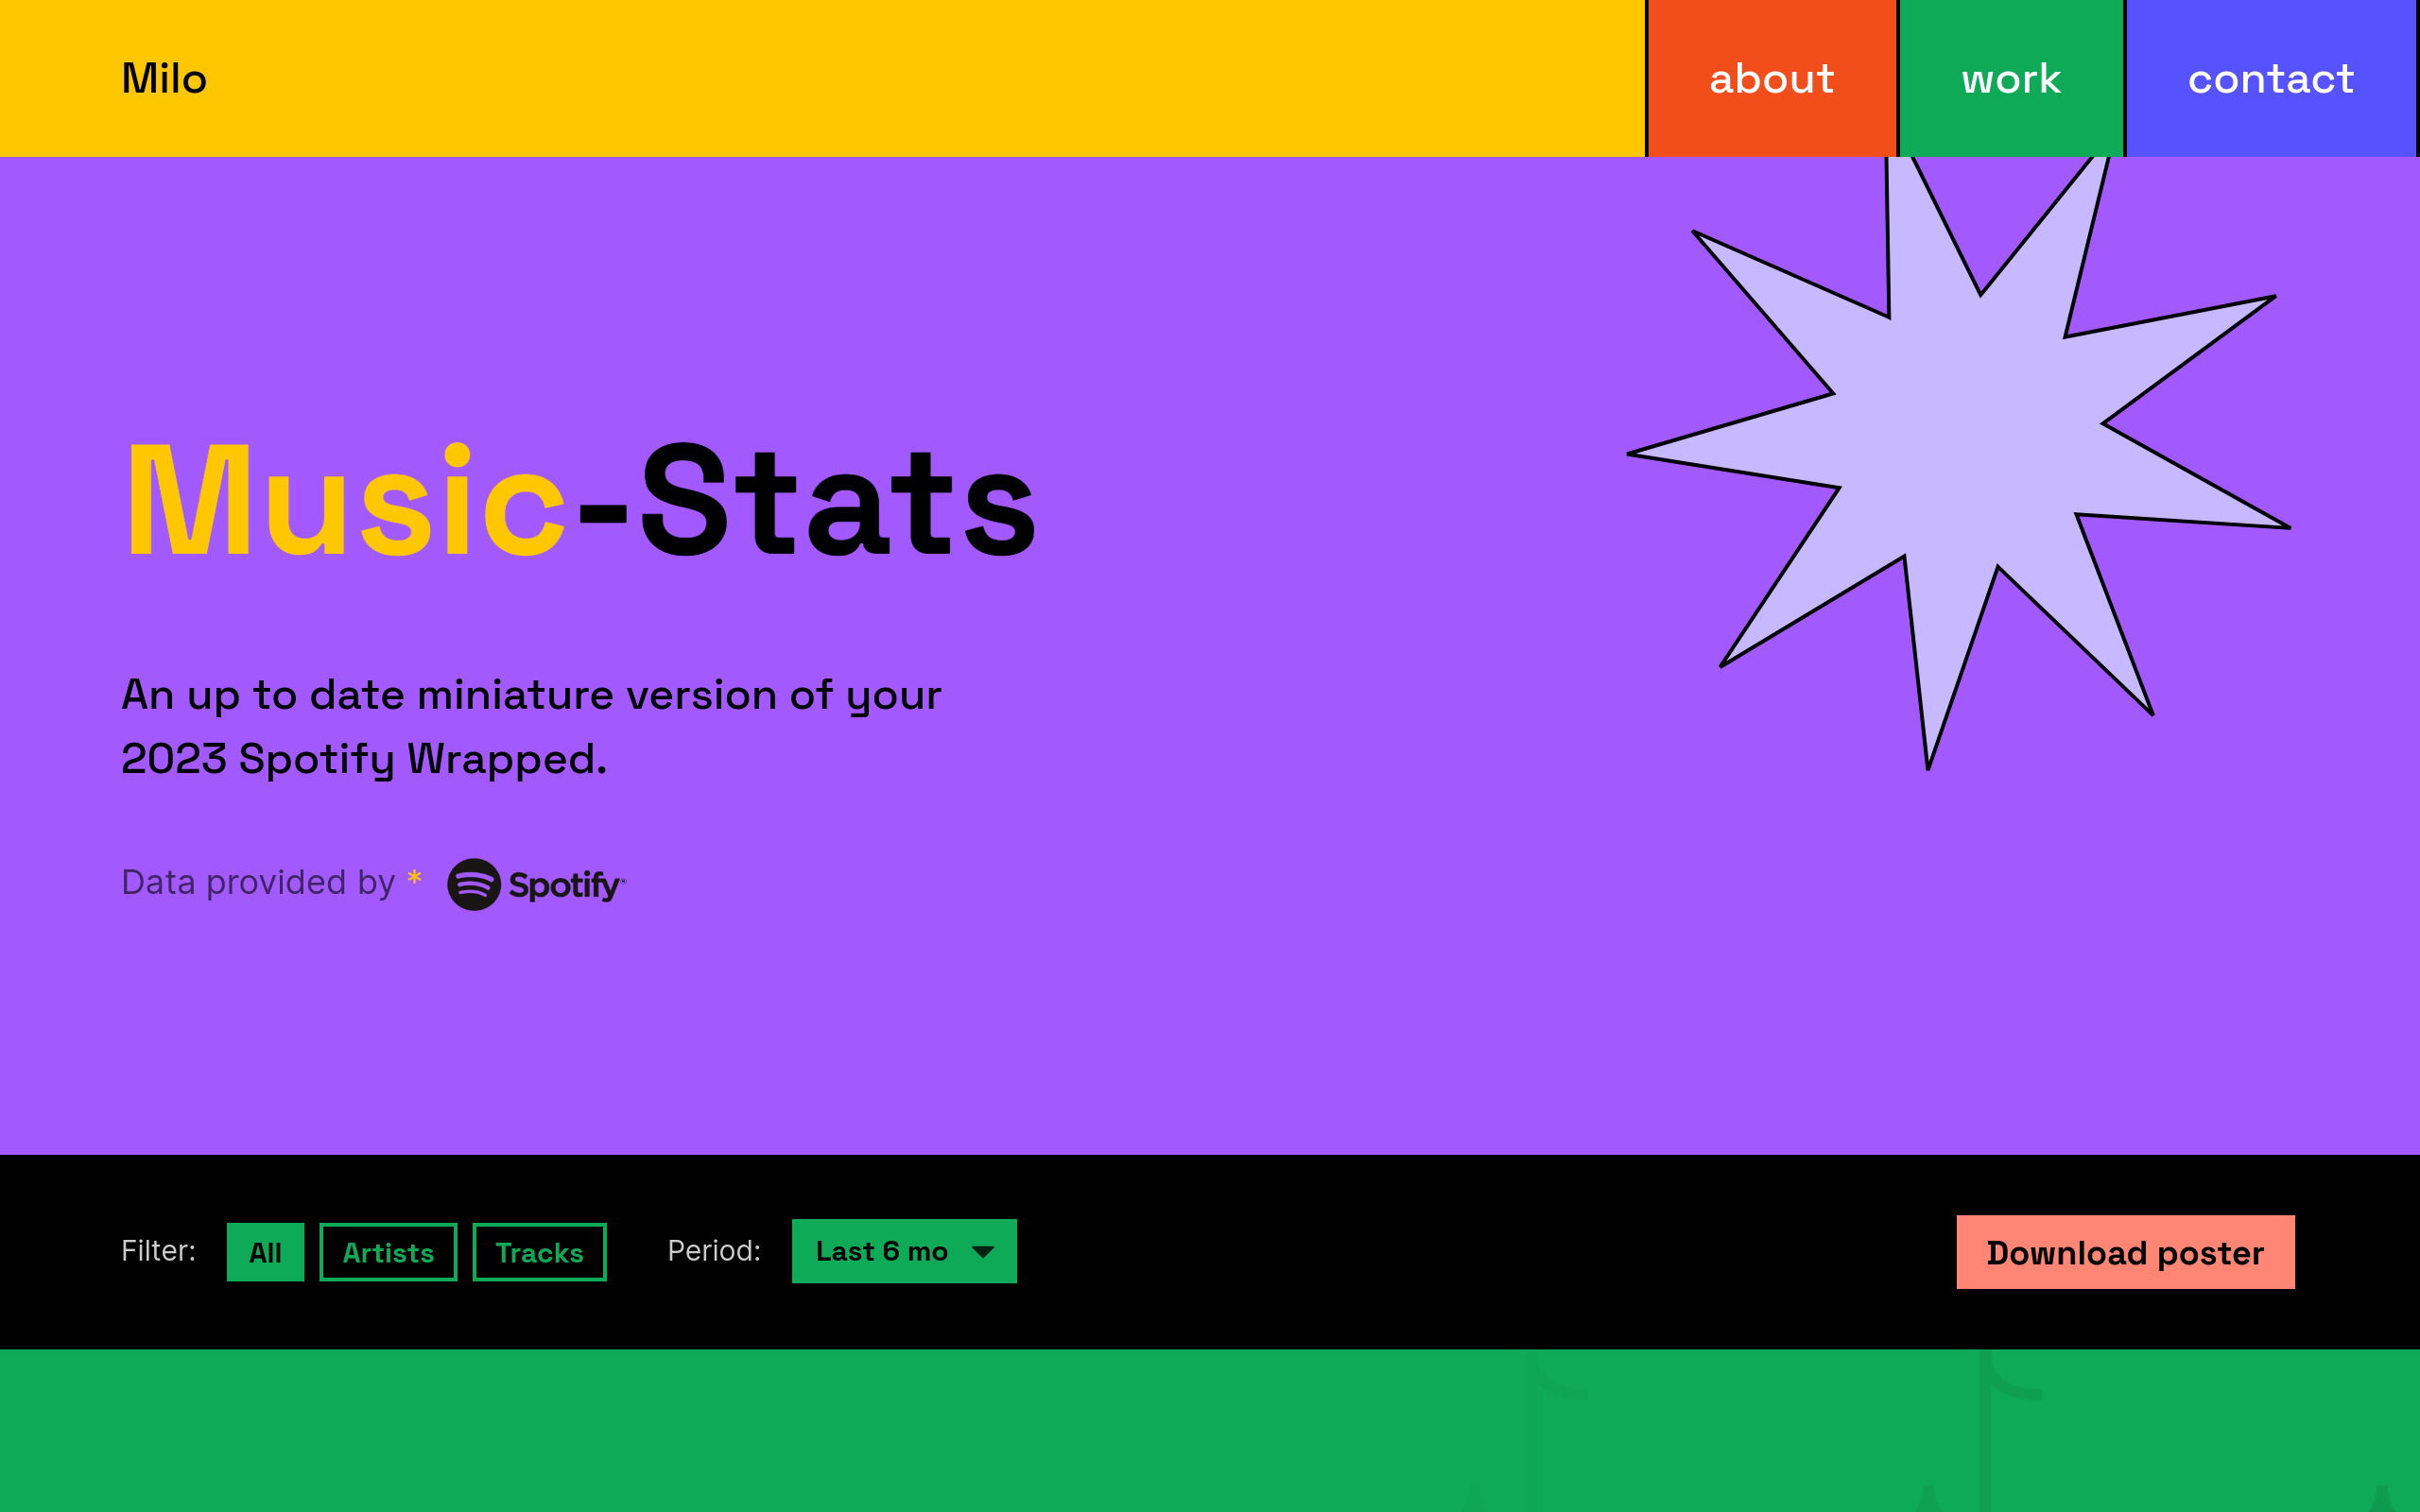 Milo
about
work
contact
Music-Stats
An up to date miniature version of your
2023 Spotify Wrapped.
Data provided by * Spotify
Filter: All Artists Tracks Period: Last 6 mo
Download poster